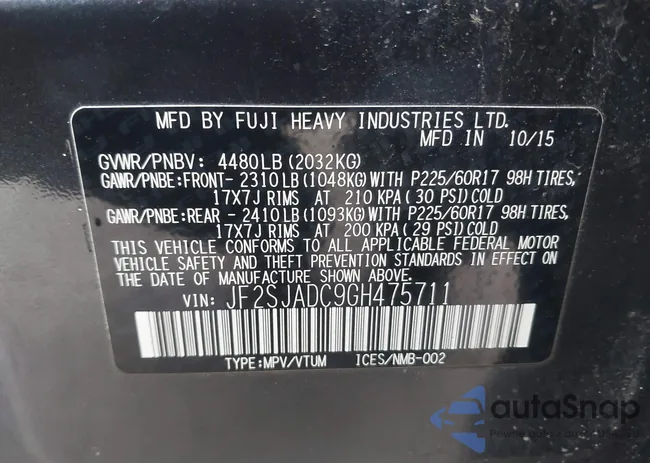 MFD BY FUJI HEAVY INDUSTRIES LTD.
MFD IN 10/15
GVWR/PNBV: 4480LB(2032KG)
GAWR/PNBE:FRONT- 2310LB(1048KG)WITH P225/60R17 98H TIRES,
17X7J RIMS AT 210 KPA(30 PSI)COLD
GAWR/PNBE:REAR - 2410LB(1093KG)WITH P225/60R17 98H TIRES,
17X7J RIMS AT 200 KPA(29 PSI)COLD
THIS VEHICLE CONFORMS TO ALL APPLICABLE FEDERAL MOTOR
VEHICLE SAFETY AND THEFT PREVENTION STANDARDS IN EFFECT ON
THE DATE OF MANUFACTURE SHOWN ABOVE.
VIN: JF2SJADC9GH475711
TYPE:MPV/VTUM ICES/NMB-002
autoSnap
Pewne auto z aukcji